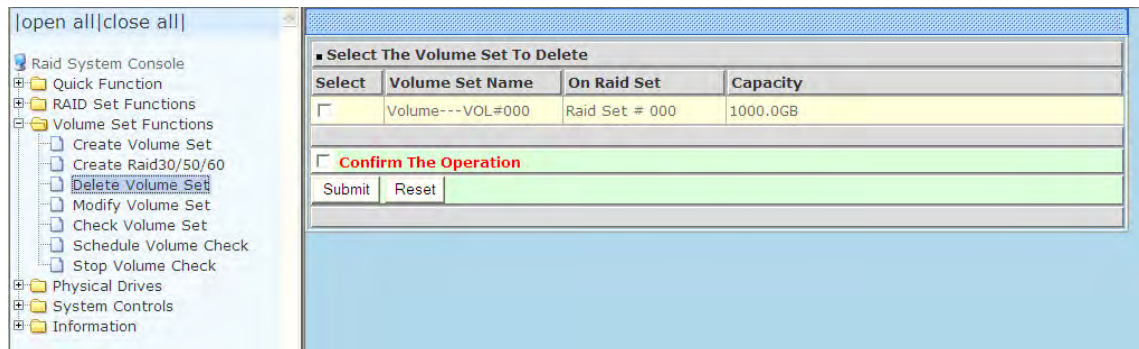 |open all|close all|
Raid System Console
Quick Function
RAID Set Functions
Volume Set Functions
Create Volume Set
Create Raid30/50/60
Delete Volume Set
Modify Volume Set
Check Volume Set
Schedule Volume Check
Stop Volume Check
Physical Drives
System Controls
Information
Select The Volume Set To Delete
Select Volume Set Name On Raid Set Capacity
Volume---VOL#000 Raid Set # 000 1000.0GB
Confirm The Operation
Submit Reset